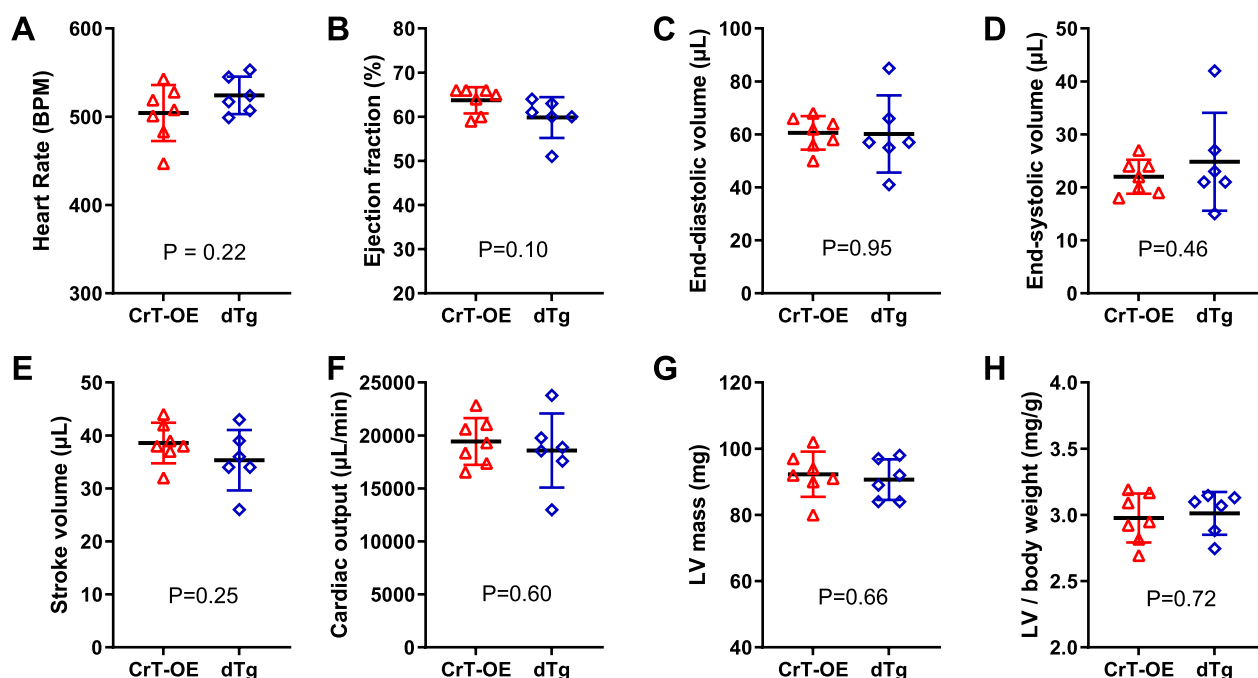 A
Heart Rate (BPM)
600
500
400
300
P = 0.22
CrT-OE dTg
B
Ejection fraction (%)
80
70
60
50
40
30
20
P=0.10
CrT-OE dTg
C
End-diastolic volume (µL)
100
80
60
40
20
0
P=0.95
CrT-OE dTg
D
End-systolic volume (µL)
50
40
30
20
10
0
P=0.46
CrT-OE dTg
E
Stroke volume (µL)
50
40
30
20
10
0
P=0.25
CrT-OE dTg
F
Cardiac output (µL/min)
25000
20000
15000
10000
5000
0
P=0.60
CrT-OE dTg
G
LV mass (mg)
120
100
80
60
40
P=0.66
CrT-OE dTg
H
LV / body weight (mg/g)
4.0
3.5
3.0
2.5
2.0
P=0.72
CrT-OE dTg